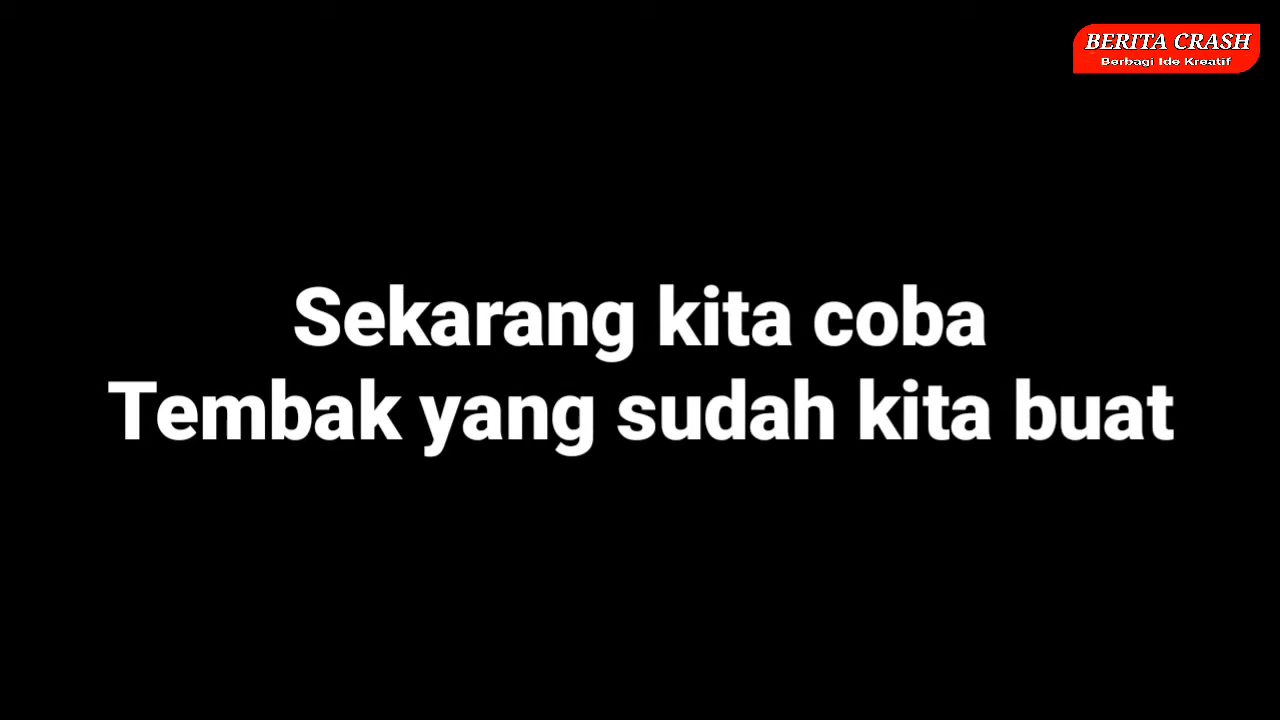 BERITA CRASH
Berbagi Ide Kreatif
Sekarang kita coba
Tembak yang sudah kita buat